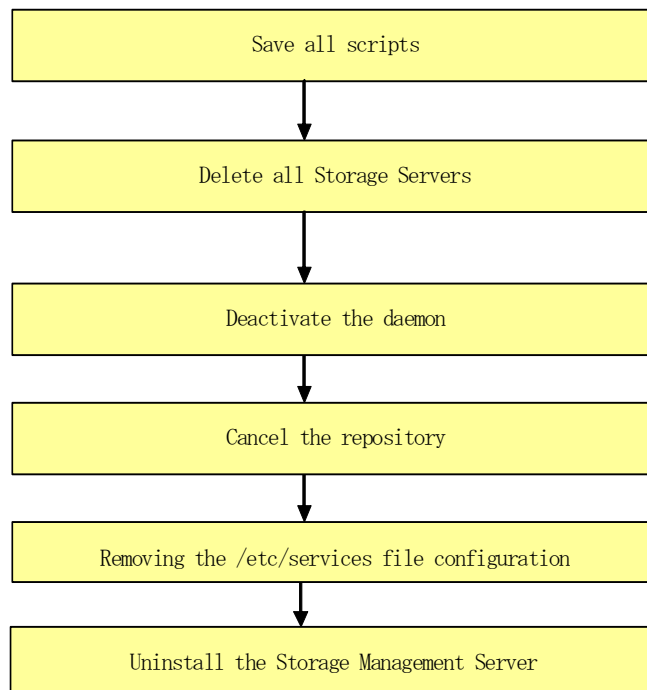 Save all scripts
Delete all Storage Servers
Deactivate the daemon
Cancel the repository
Removing the /etc/services file configuration
Uninstall the Storage Management Server